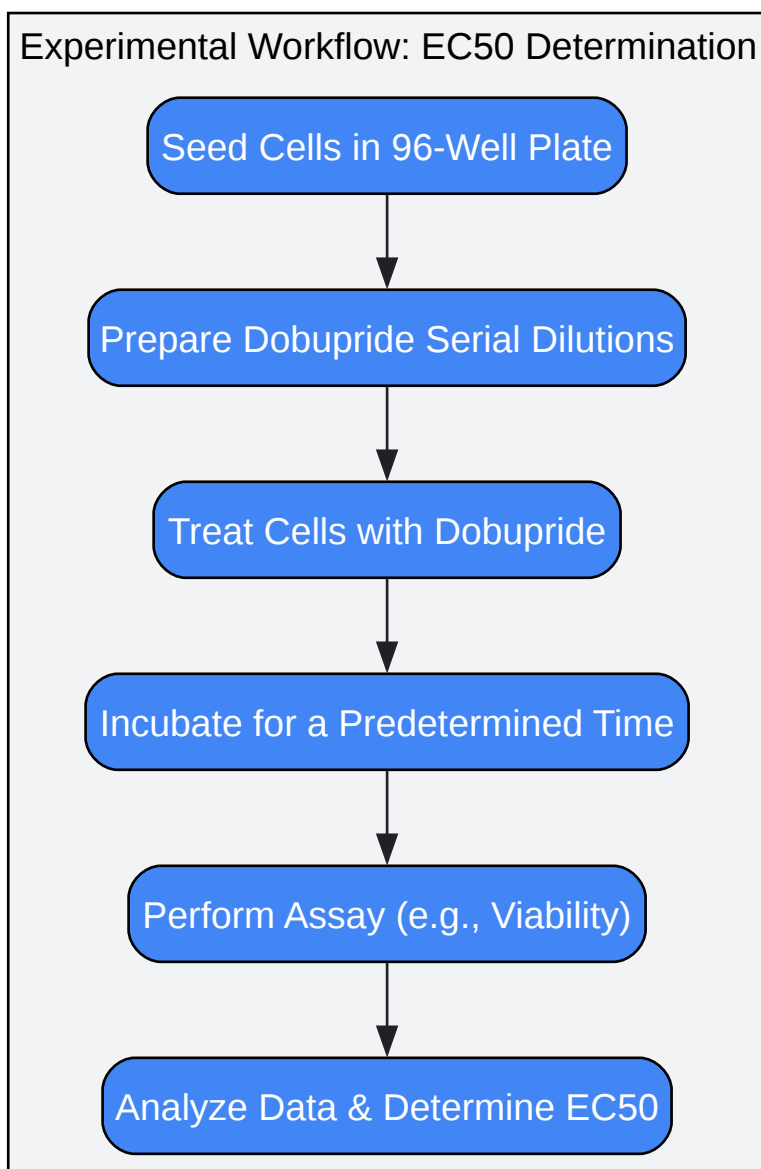 Experimental Workflow: EC50 Determination
Seed Cells in 96-Well Plate
Prepare Dobupride Serial Dilutions
Treat Cells with Dobupride
Incubate for a Predetermined Time
Perform Assay (e.g., Viability)
Analyze Data & Determine EC50